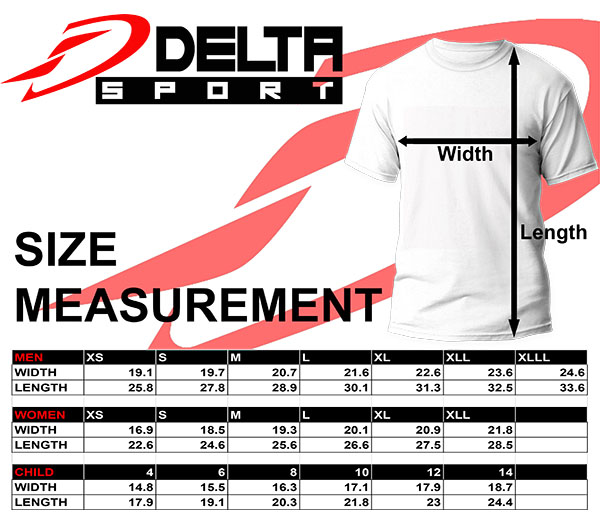 DELTA
SPORT
Width
Length
SIZE
MEASUREMENT
MEN XS S M L XL XLL XLLL
WIDTH 19.1 19.7 20.7 21.6 22.6 23.6 24.6
LENGTH 25.8 27.8 28.9 30.1 31.3 32.5 33.6
WOMEN XS S M L XL XLL
WIDTH 16.9 18.5 19.3 20.1 20.9 21.8
LENGTH 22.6 24.6 25.6 26.6 27.5 28.5
CHILD 4 6 8 10 12 14
WIDTH 14.8 15.5 16.3 17.1 17.9 18.7
LENGTH 17.9 19.1 20.3 21.8 23 24.4